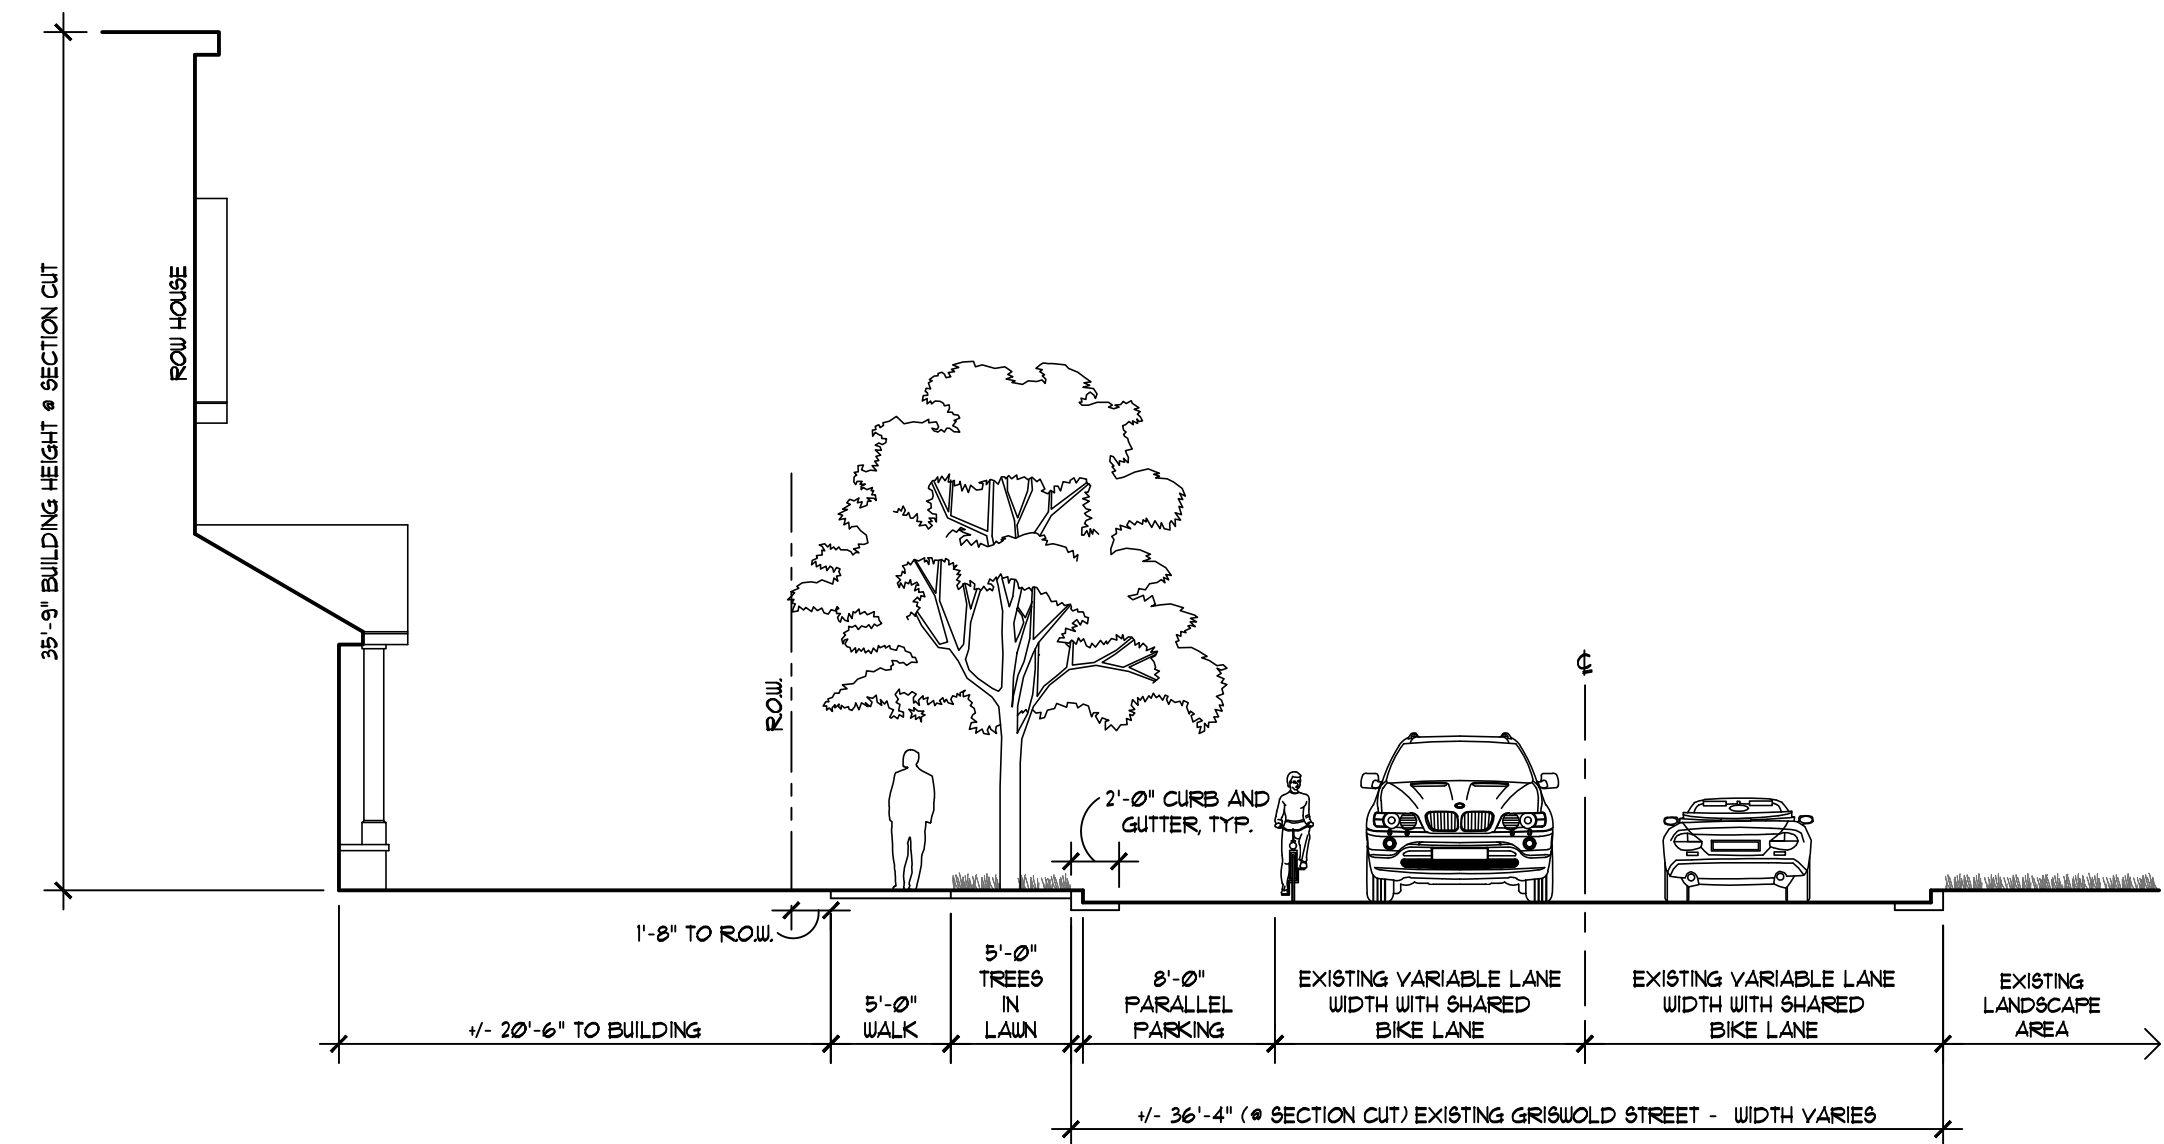 35'-9" BUILDING HEIGHT @ SECTION CUT
ROW HOUSE
R.O.W.
℄
2'-0" CURB AND
GUTTER, TYP.
1'-8" TO R.O.W.
+/- 20'-6" TO BUILDING
5'-0"
WALK
5'-0"
TREES
IN
LAWN
8'-0"
PARALLEL
PARKING
EXISTING VARIABLE LANE
WIDTH WITH SHARED
BIKE LANE
EXISTING VARIABLE LANE
WIDTH WITH SHARED
BIKE LANE
EXISTING
LANDSCAPE
AREA
+/- 36'-4" (@ SECTION CUT) EXISTING GRISWOLD STREET - WIDTH VARIES